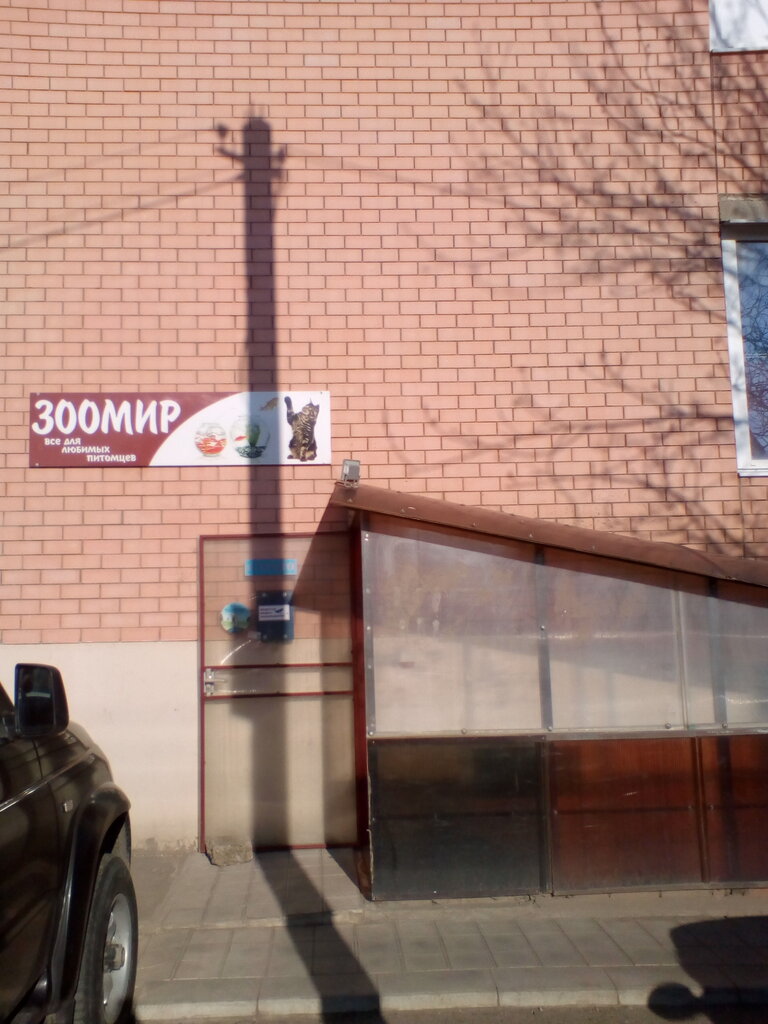 ЗООМИР
все для
любимых
питомцев